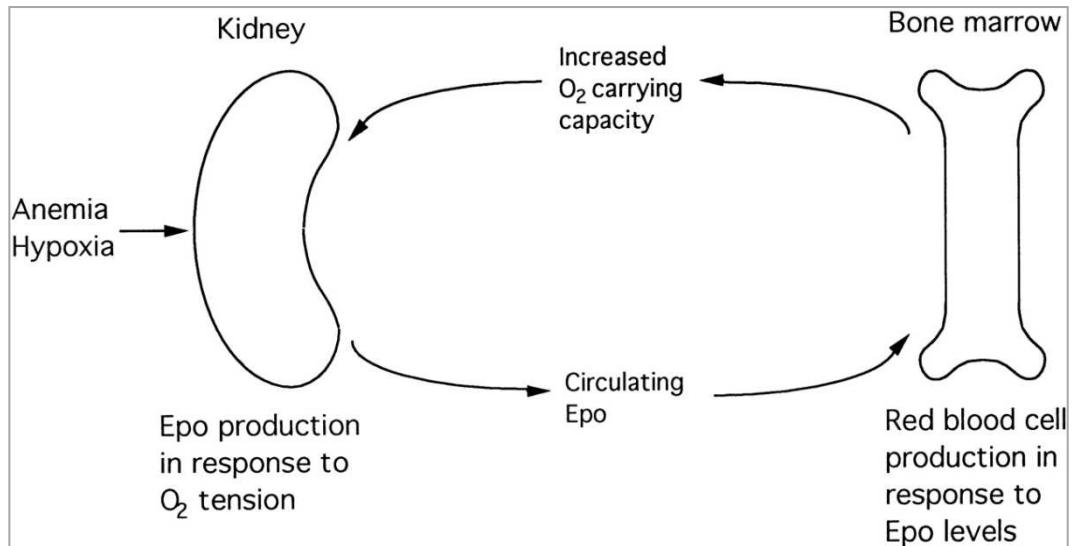 Kidney
Bone marrow
Increased
O₂ carrying
capacity
Anemia
Hypoxia
Circulating
Epo
Epo production
in response to
O₂ tension
Red blood cell
production in
response to
Epo levels